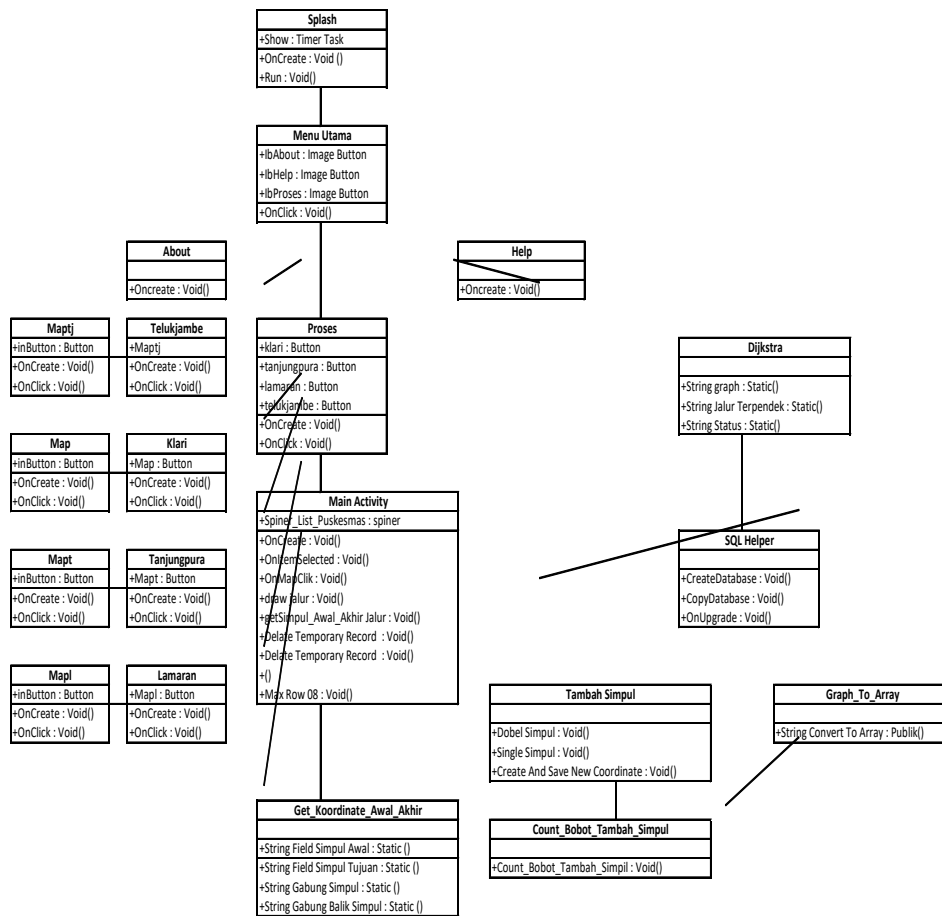 Splash
+Show : Timer Task
+OnCreate : Void ()
+Run : Void()
Menu Utama
+IbAbout : Image Button
+IbHelp : Image Button
+IbProses : Image Button
+OnClick : Void()
About
+Oncreate : Void()
Help
+Oncreate : Void()
Maptj
+inButton : Button
+OnCreate : Void()
+OnClick : Void()
Telukjambe
+Maptj
+OnCreate : Void()
+OnClick : Void()
Proses
+klari : Button
+tanjungpura : Button
+lamaran : Button
+telukjambe : Button
+OnCreate : Void()
+OnClick : Void()
Dijkstra
+String graph : Static()
+String Jalur Terpendek : Static()
+String Status : Static()
Map
+inButton : Button
+OnCreate : Void()
+OnClick : Void()
Klari
+Map : Button
+OnCreate : Void()
+OnClick : Void()
Main Activity
+Spiner_List_Puskesmas : spiner
+OnCreate : Void()
+OnItemSelected : Void()
+OnMapClik : Void()
+draw jalur : Void()
+getSimpul_Awal_Akhir Jalur : Void()
+Delate Temporary Record : Void()
+Delate Temporary Record : Void()
+()
+Max Row 08 : Void()
SQL Helper
+CreateDatabase : Void()
+CopyDatabase : Void()
+OnUpgrade : Void()
Mapt
+inButton : Button
+OnCreate : Void()
+OnClick : Void()
Tanjungpura
+Mapt : Button
+OnCreate : Void()
+OnClick : Void()
Mapl
+inButton : Button
+OnCreate : Void()
+OnClick : Void()
Lamaran
+Mapl : Button
+OnCreate : Void()
+OnClick : Void()
Tambah Simpul
+Dobel Simpul : Void()
+Single Simpul : Void()
+Create And Save New Coordinate : Void()
Graph_To_Array
+String Convert To Array : Publik()
Get_Koordinate_Awal_Akhir
+String Field Simpul Awal : Static ()
+String Field Simpul Tujuan : Static ()
+String Gabung Simpul : Static ()
+String Gabung Balik Simpul : Static ()
Count_Bobot_Tambah_Simpul
+Count_Bobot_Tambah_Simpil : Void()